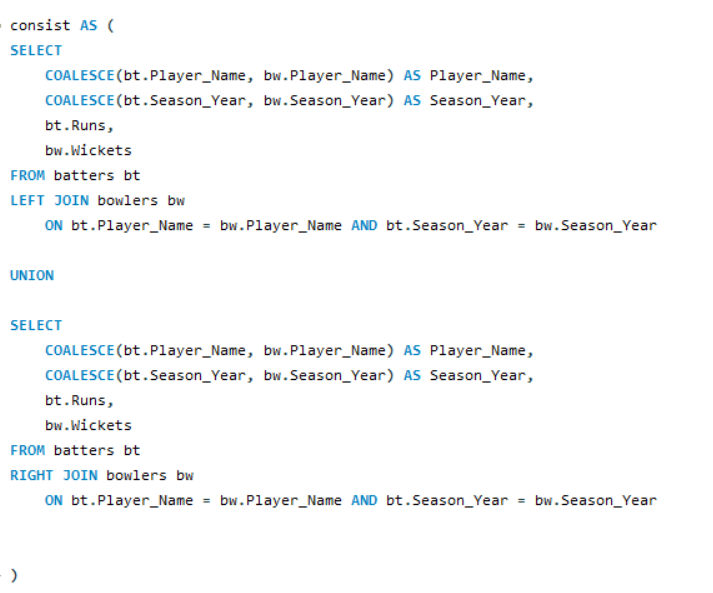 consist AS (
SELECT
    COALESCE(bt.Player_Name, bw.Player_Name) AS Player_Name,
    COALESCE(bt.Season_Year, bw.Season_Year) AS Season_Year,
    bt.Runs,
    bw.Wickets
FROM batters bt
LEFT JOIN bowlers bw
    ON bt.Player_Name = bw.Player_Name AND bt.Season_Year = bw.Season_Year

UNION

SELECT
    COALESCE(bt.Player_Name, bw.Player_Name) AS Player_Name,
    COALESCE(bt.Season_Year, bw.Season_Year) AS Season_Year,
    bt.Runs,
    bw.Wickets
FROM batters bt
RIGHT JOIN bowlers bw
    ON bt.Player_Name = bw.Player_Name AND bt.Season_Year = bw.Season_Year

)